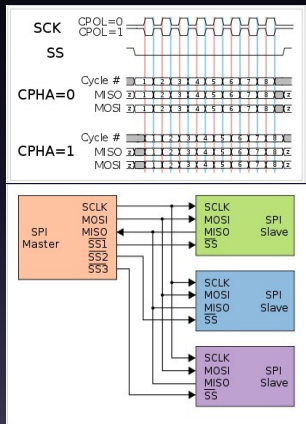 SCK CPOL=0
CPOL=1
SS
Cycle # 1 2 3 4 5 6 7 8
CPHA=0 MISO z 1 2 3 4 5 6 7 8 z
MOSI z 1 2 3 4 5 6 7 8 z
Cycle # 1 2 3 4 5 6 7 8
CPHA=1 MISO z 1 2 3 4 5 6 7 8 z
MOSI z 1 2 3 4 5 6 7 8 z
SPI
Master
SCLK
MOSI
MISO
SS1
SS2
SS3
SCLK
MOSI
MISO
SS
SPI
Slave
SCLK
MOSI
MISO
SS
SPI
Slave
SCLK
MOSI
MISO
SS
SPI
Slave